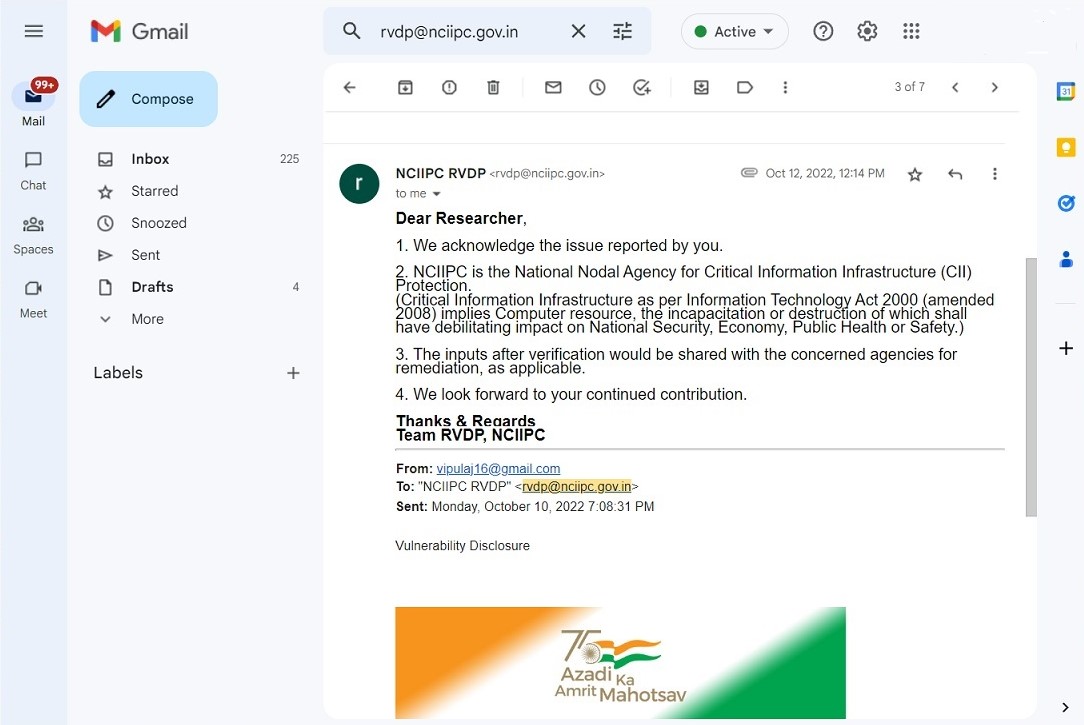 Gmail
rvdp@nciipc.gov.in
Active
99+
Mail
Chat
Spaces
Meet
Compose
Inbox 225
Starred
Snoozed
Sent
Drafts 4
More
Labels
3 of 7
r
NCIIPC RVDP <rvdp@nciipc.gov.in>
Oct 12, 2022, 12:14 PM
to me
Dear Researcher,
1. We acknowledge the issue reported by you.
2. NCIIPC is the National Nodal Agency for Critical Information Infrastructure (CII)
Protection.
(Critical Information Infrastructure as per Information Technology Act 2000 (amended
2008) implies Computer resource, the incapacitation or destruction of which shall
have debilitating impact on National Security, Economy, Public Health or Safety.)
3. The inputs after verification would be shared with the concerned agencies for
remediation, as applicable.
4. We look forward to your continued contribution.
Thanks & Regards
Team RVDP, NCIIPC
From: vipulaj16@gmail.com
To: "NCIIPC RVDP" <rvdp@nciipc.gov.in>
Sent: Monday, October 10, 2022 7:08:31 PM
Vulnerability Disclosure
75
Azadi Ka
Amrit Mahotsav
31